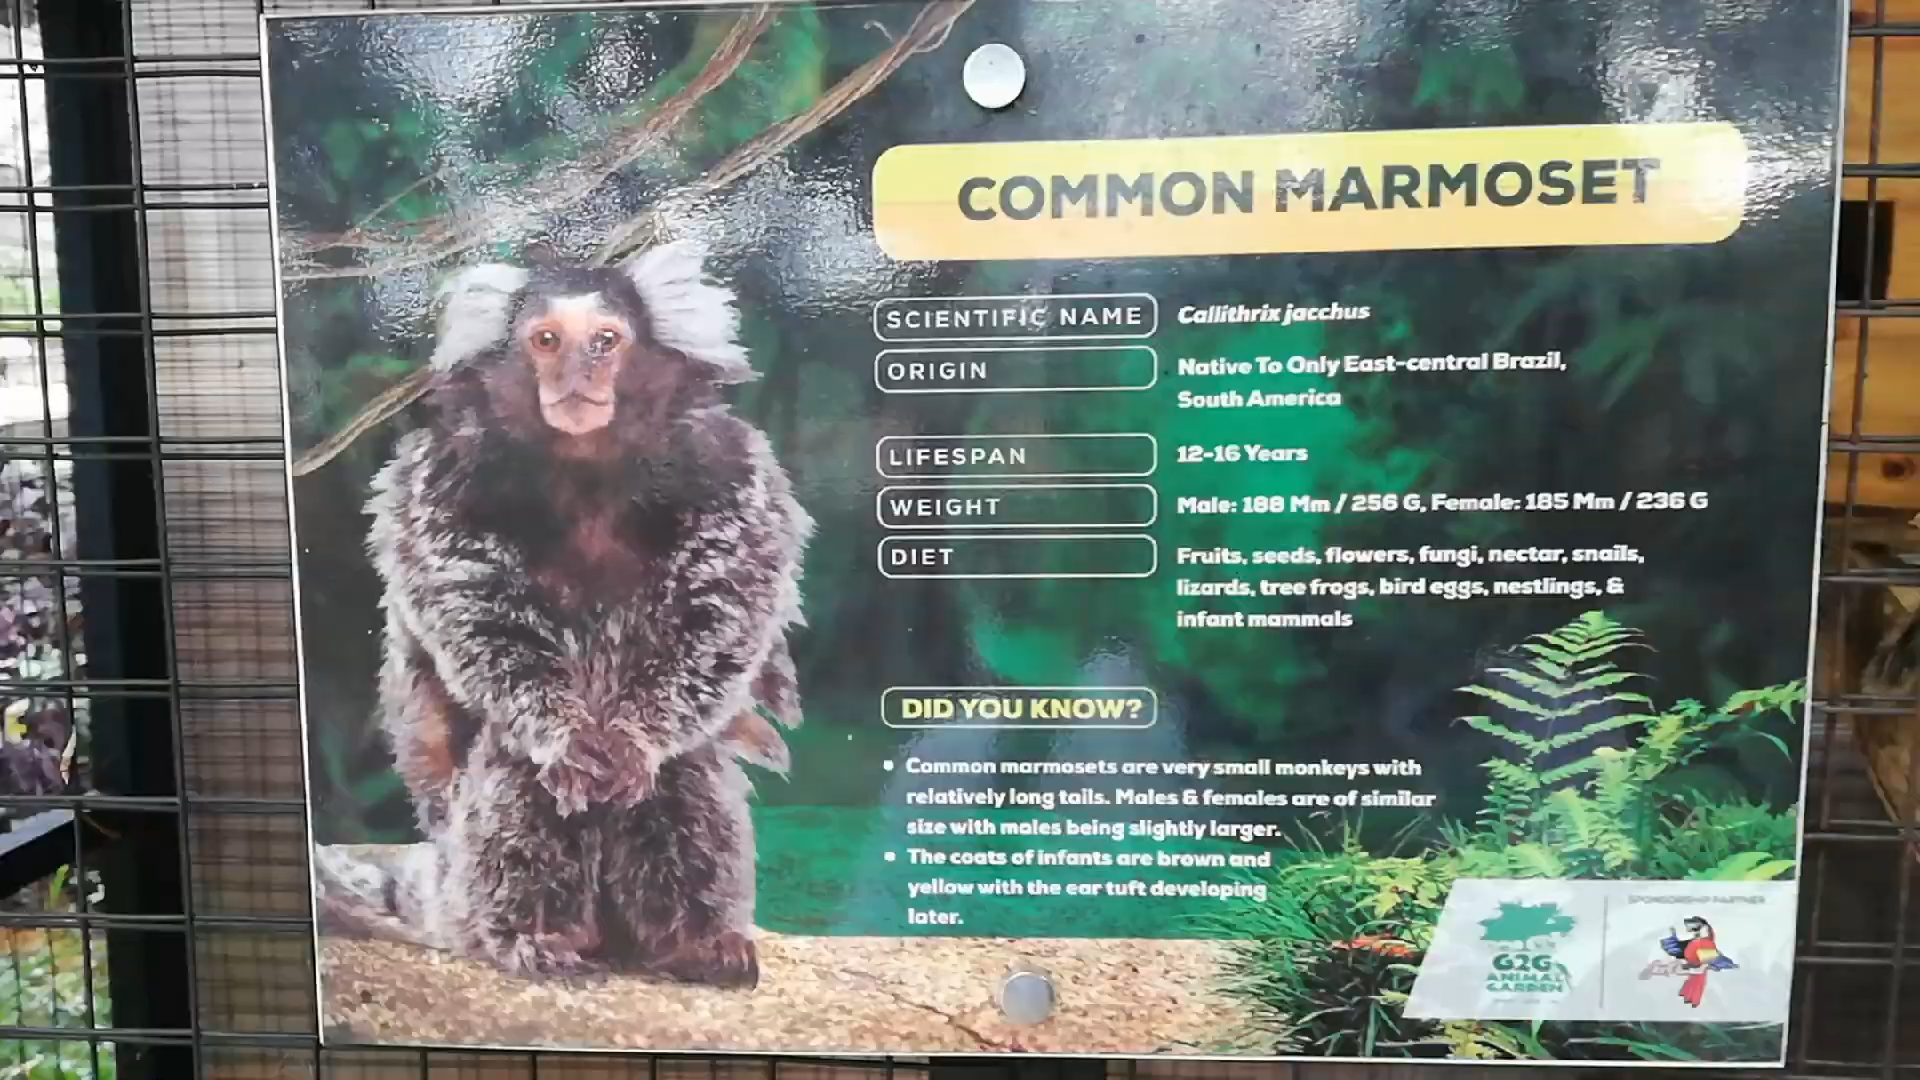 COMMON MARMOSET
SCIENTIFIC NAME Callithrix jacchus
ORIGIN Native To Only East-central Brazil,
South America
LIFESPAN 12-16 Years
WEIGHT Male: 188 Mm / 256 G, Female: 185 Mm / 236 G
DIET Fruits, seeds, flowers, fungi, nectar, snails,
lizards, tree frogs, bird eggs, nestlings, &
infant mammals
DID YOU KNOW?
• Common marmosets are very small monkeys with
relatively long tails. Males & females are of similar
size with males being slightly larger.
• The coats of infants are brown and
yellow with the ear tuft developing
later.
SPONSORSHIP PARTNER
G2G
ANIMAL
GARDEN